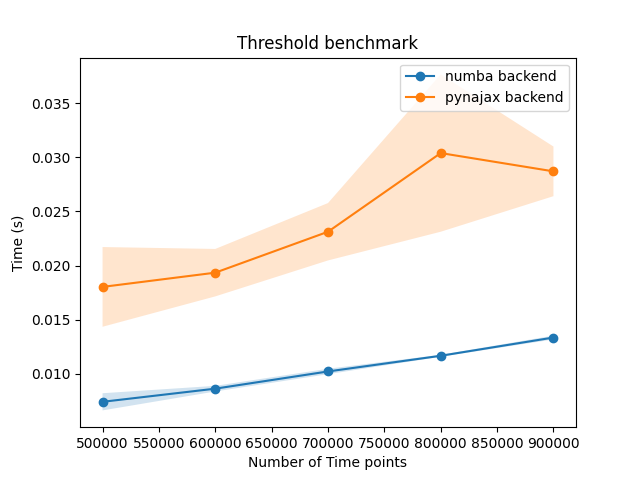 Threshold benchmark
numba backend
pynajax backend
0.035
0.030
0.025
0.020
0.015
0.010
Time (s)
500000 550000 600000 650000 700000 750000 800000 850000 900000
Number of Time points